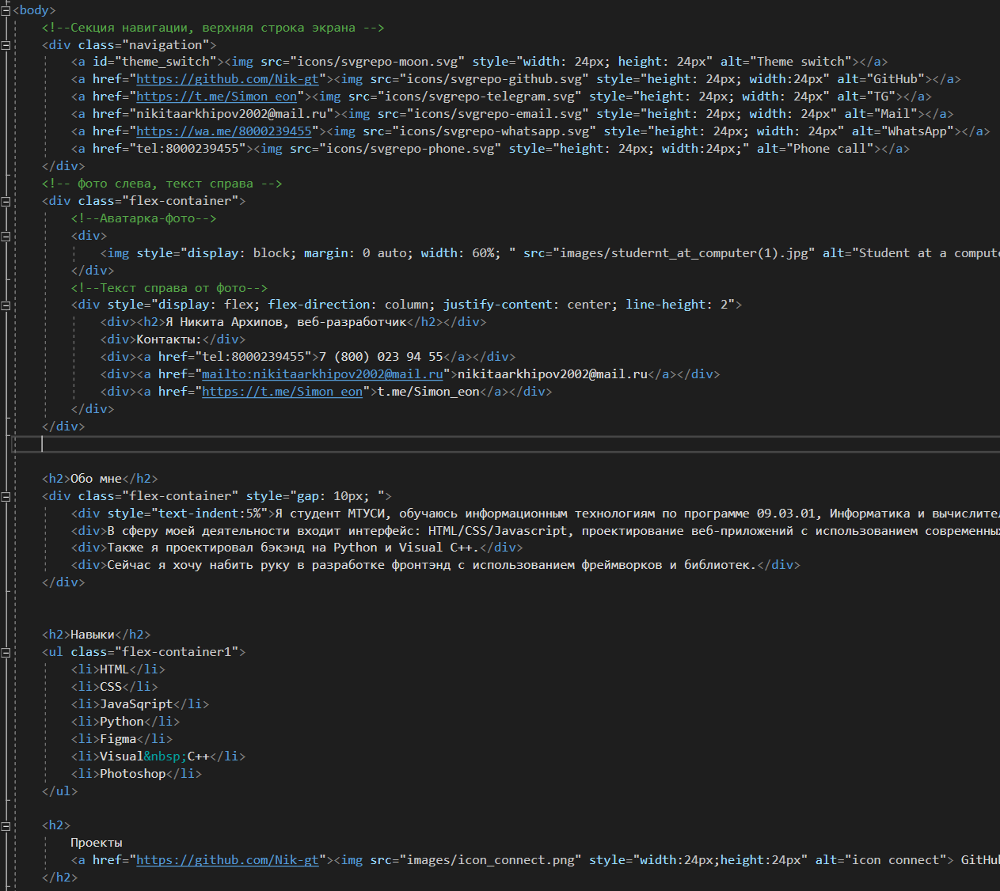 <body>
<!--Секция навигации, верхняя строка экрана -->
<div class="navigation">
<a id="theme_switch"><img src="icons/svgrepo-moon.svg" style="width: 24px; height: 24px" alt="Theme switch"></a>
<a href="https://github.com/Nik-gt"><img src="icons/svgrepo-github.svg" style="height: 24px; width:24px" alt="GitHub"></a>
<a href="https://t.me/Simon_eon"><img src="icons/svgrepo-telegram.svg" style="height: 24px; width: 24px" alt="TG"></a>
<a href="nikitaarkhipov2002@mail.ru"><img src="icons/svgrepo-email.svg" style="height: 24px; width: 24px" alt="Mail"></a>
<a href="https://wa.me/8000239455"><img src="icons/svgrepo-whatsapp.svg" style="height: 24px; width: 24px" alt="WhatsApp"></a>
<a href="tel:8000239455"><img src="icons/svgrepo-phone.svg" style="height: 24px; width:24px;" alt="Phone call"></a>
</div>
<!-- фото слева, текст справа -->
<div class="flex-container">
<!--Аватарка-фото-->
<div>
<img style="display: block; margin: 0 auto; width: 60%; " src="images/studernt_at_computer(1).jpg" alt="Student at a compute
</div>
<!--Текст справа от фото-->
<div style="display: flex; flex-direction: column; justify-content: center; line-height: 2">
<div><h2>Я Никита Архипов, веб-разработчик</h2></div>
<div>Контакты:</div>
<div><a href="tel:8000239455">7 (800) 023 94 55</a></div>
<div><a href="mailto:nikitaarkhipov2002@mail.ru">nikitaarkhipov2002@mail.ru</a></div>
<div><a href="https://t.me/Simon_eon">t.me/Simon_eon</a></div>
</div>
</div>
<h2>Обо мне</h2>
<div class="flex-container" style="gap: 10px; ">
<div style="text-indent:5%">Я студент МТУСИ, обучаюсь информационным технологиям по программе 09.03.01, Информатика и вычислител
<div>В сферу моей деятельности входит интерфейс: HTML/CSS/Javascript, проектирование веб-приложений с использованием современных
<div>Также я проектировал бэкэнд на Python и Visual C++.</div>
<div>Сейчас я хочу набить руку в разработке фронтэнд с использованием фреймворков и библиотек.</div>
</div>
<h2>Навыки</h2>
<ul class="flex-container1">
<li>HTML</li>
<li>CSS</li>
<li>JavaSqript</li>
<li>Python</li>
<li>Figma</li>
<li>Visual&nbsp;C++</li>
<li>Photoshop</li>
</ul>
<h2>
Проекты
<a href="https://github.com/Nik-gt"><img src="images/icon_connect.png" style="width:24px;height:24px" alt="icon connect"> GitHub
</h2>